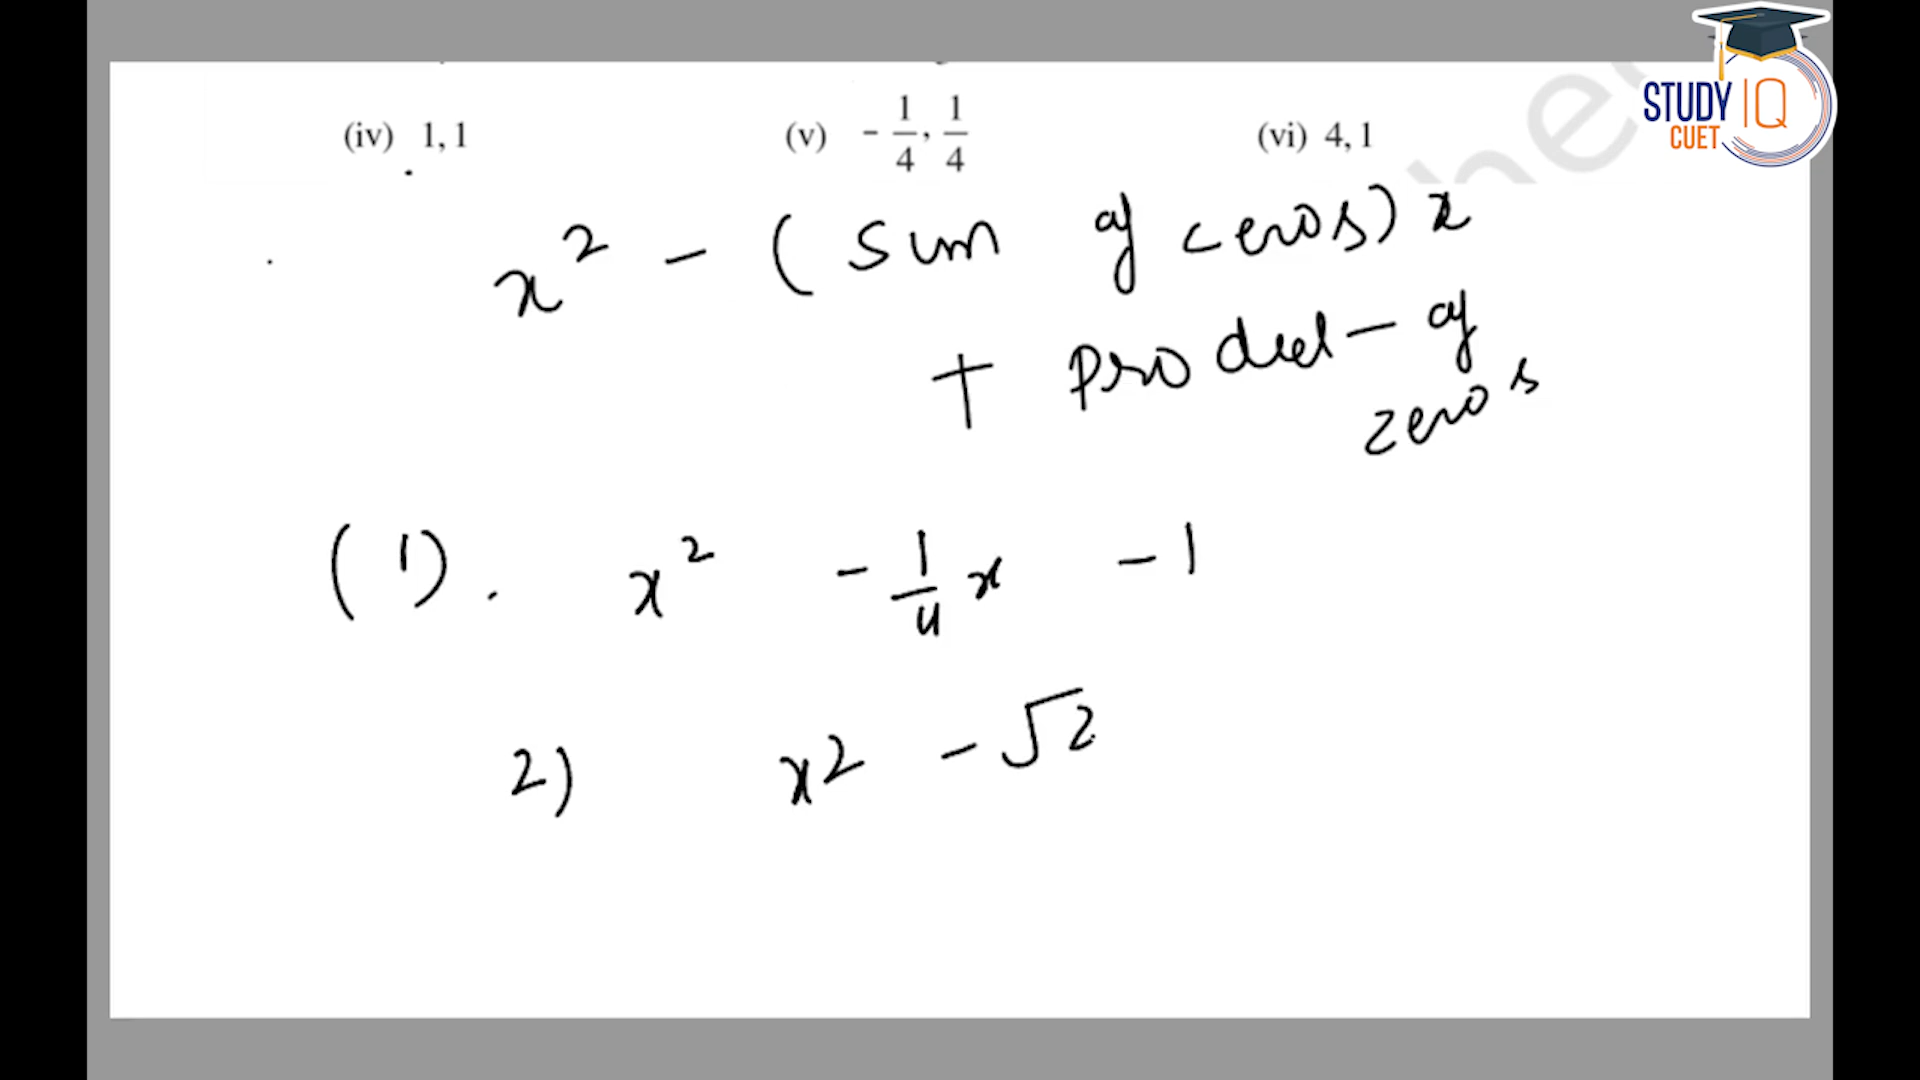 STUDY IQ
CUET
(iv) 1, 1 (v) -1/4, 1/4 (vi) 4, 1
x² - (sum of zeros) x
+ product of
zeros
(1). x² - 1/4 x - 1
2) x² - √2